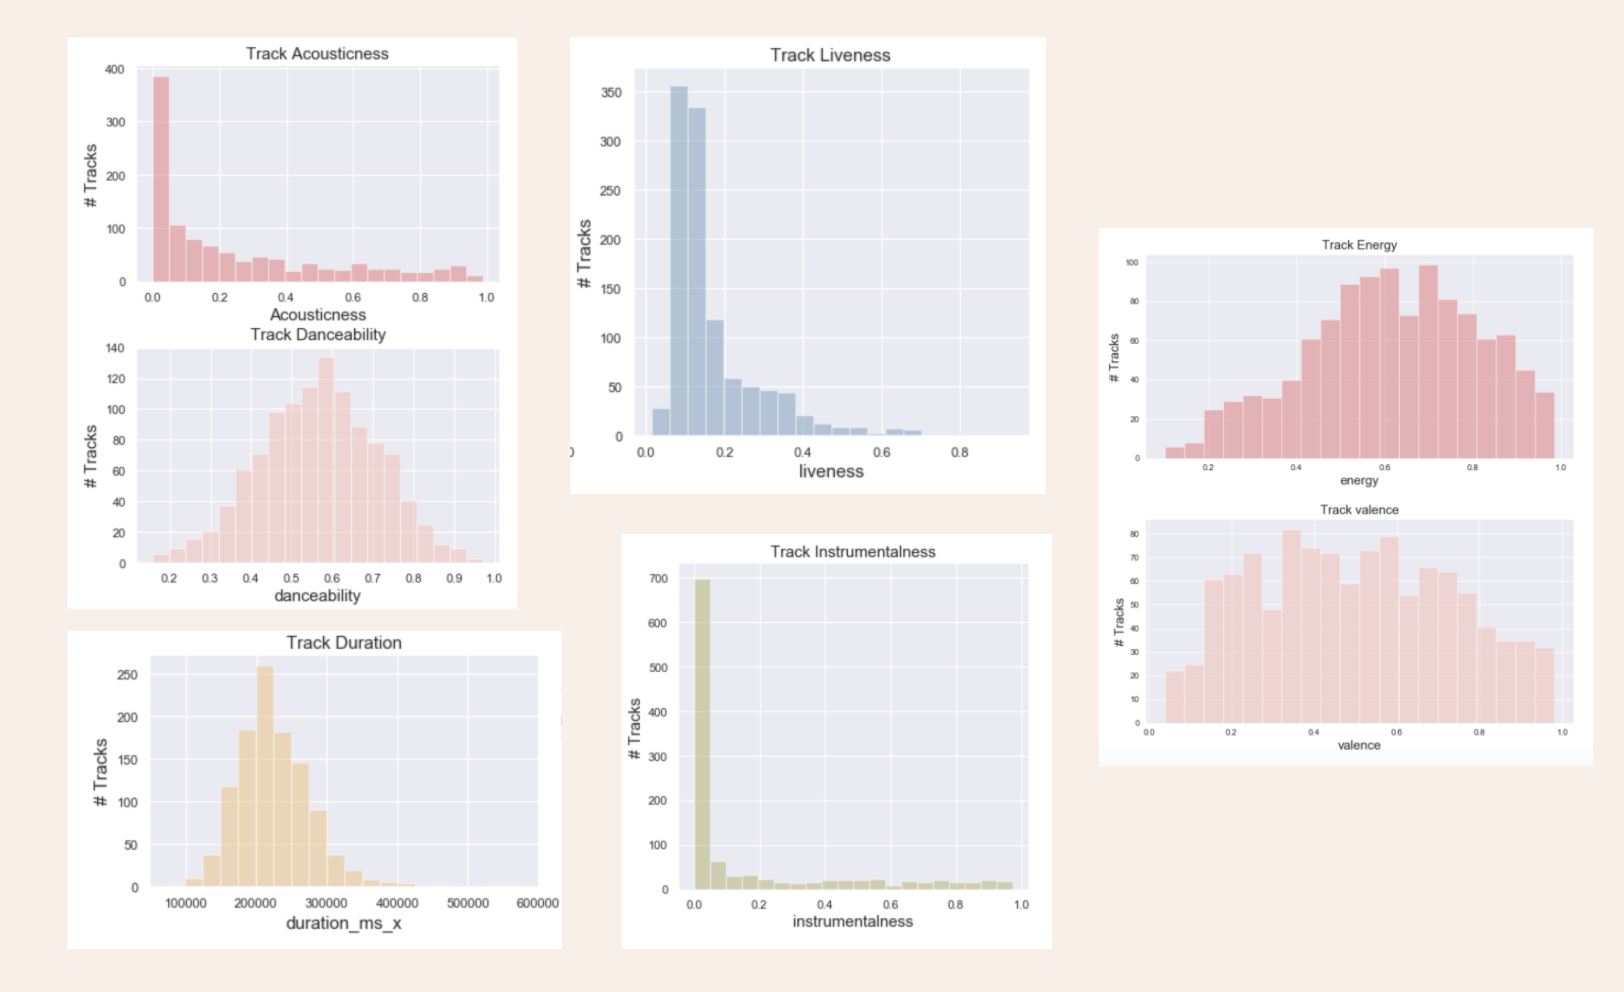 Track Acousticness
400
300
200
100
0
# Tracks
0.0 0.2 0.4 0.6 0.8 1.0
Acousticness
Track Danceability
140
120
100
80
60
40
20
0
# Tracks
0.2 0.3 0.4 0.5 0.6 0.7 0.8 0.9 1.0
danceability
Track Duration
250
200
150
100
50
0
# Tracks
100000 200000 300000 400000 500000 600000
duration_ms_x
Track Liveness
350
300
250
200
150
100
50
0
# Tracks
0.0 0.2 0.4 0.6 0.8
liveness
Track Instrumentalness
700
600
500
400
300
200
100
0
# Tracks
0.0 0.2 0.4 0.6 0.8 1.0
instrumentalness
Track Energy
100
80
60
40
20
0
# Tracks
0.2 0.4 0.6 0.8 1.0
energy
Track valence
80
70
60
50
40
30
20
10
0
# Tracks
0.0 0.2 0.4 0.6 0.8 1.0
valence